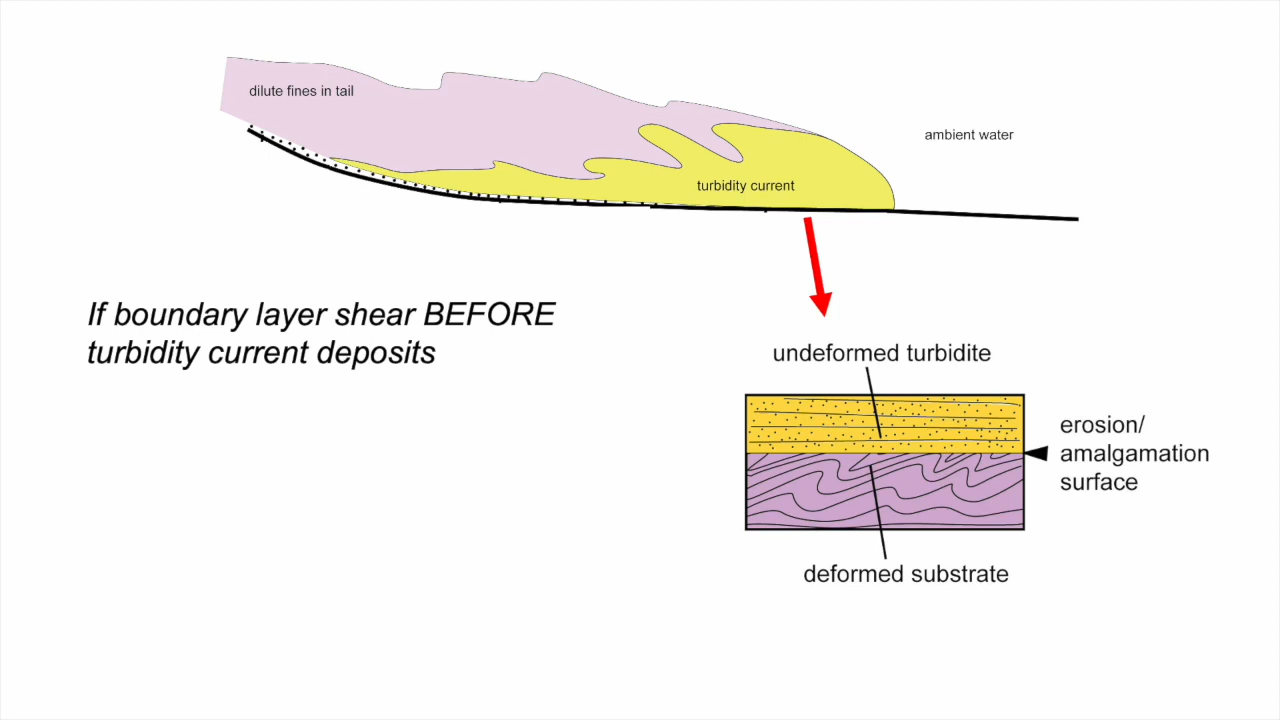 dilute fines in tail
ambient water
turbidity current
If boundary layer shear BEFORE
turbidity current deposits
undeformed turbidite
erosion/
amalgamation
surface
deformed substrate